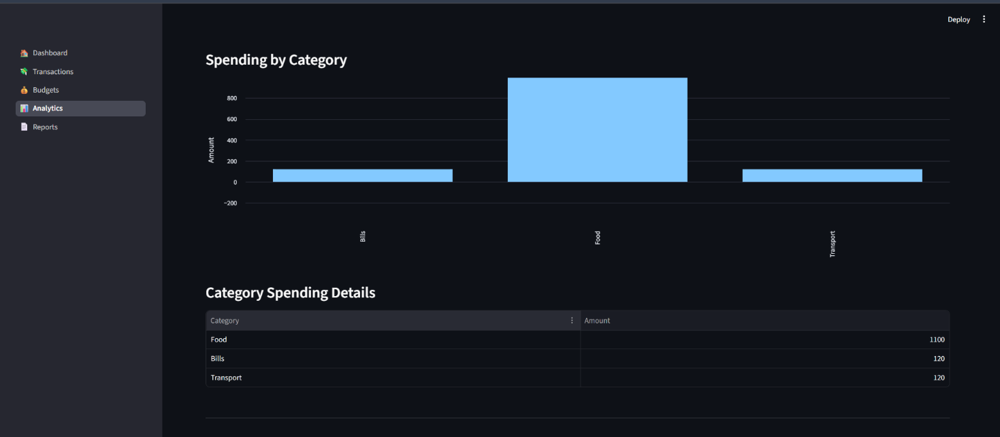 Deploy
Dashboard
Transactions
Budgets
Analytics
Reports
Spending by Category
Amount
800
600
400
200
0
−200
Bills
Food
Transport
Category Spending Details
Category Amount
Food 1100
Bills 120
Transport 120